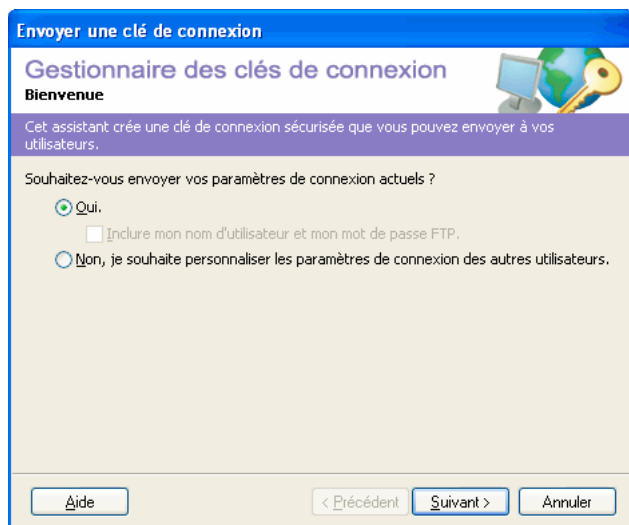 Envoyer une clé de connexion
Gestionnaire des clés de connexion
Bienvenue
Cet assistant crée une clé de connexion sécurisée que vous pouvez envoyer à vos
utilisateurs.
Souhaitez-vous envoyer vos paramètres de connexion actuels ?
Oui.
Inclure mon nom d'utilisateur et mon mot de passe FTP.
Non, je souhaite personnaliser les paramètres de connexion des autres utilisateurs.
Aide
< Précédent
Suivant >
Annuler